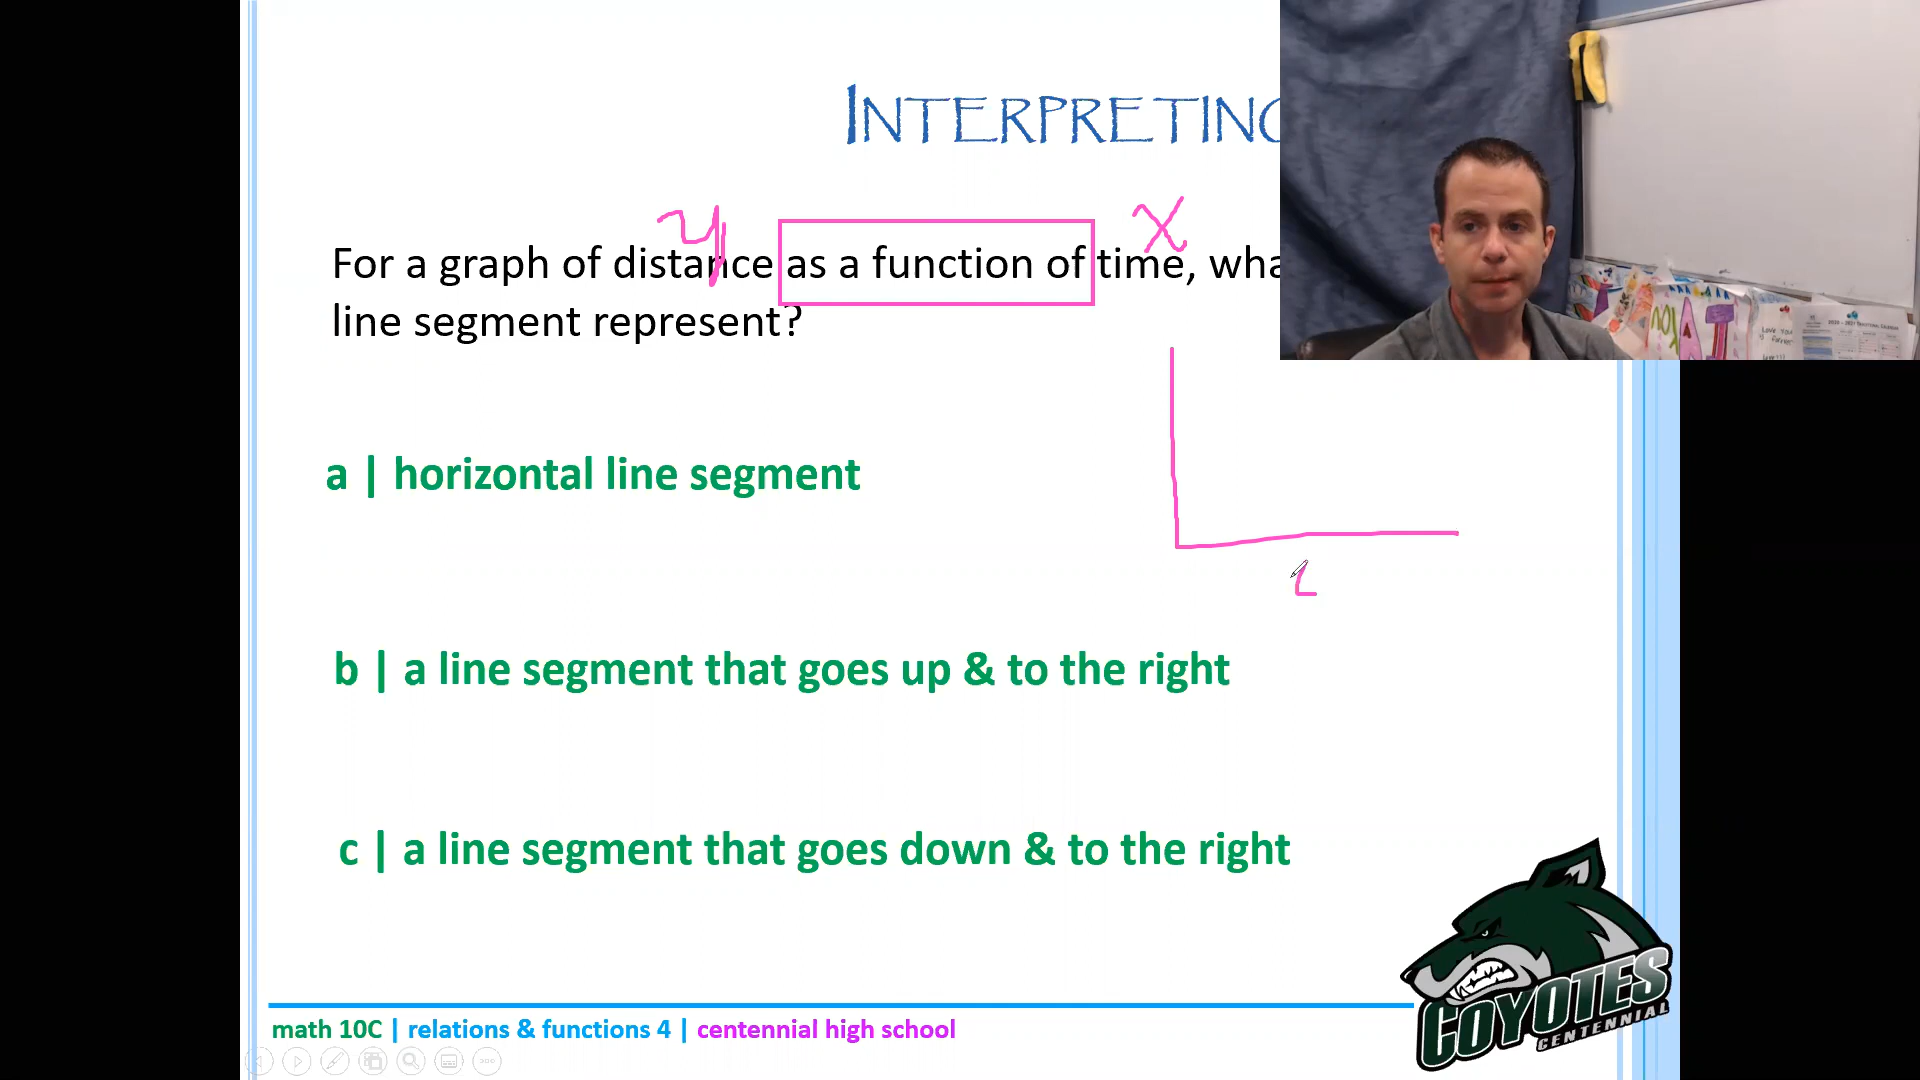 INTERPRETING
y x
For a graph of distance as a function of time, wha
line segment represent?
a | horizontal line segment
b | a line segment that goes up & to the right
c | a line segment that goes down & to the right
COYOTES
CENTENNIAL
math 10C | relations & functions 4 | centennial high school